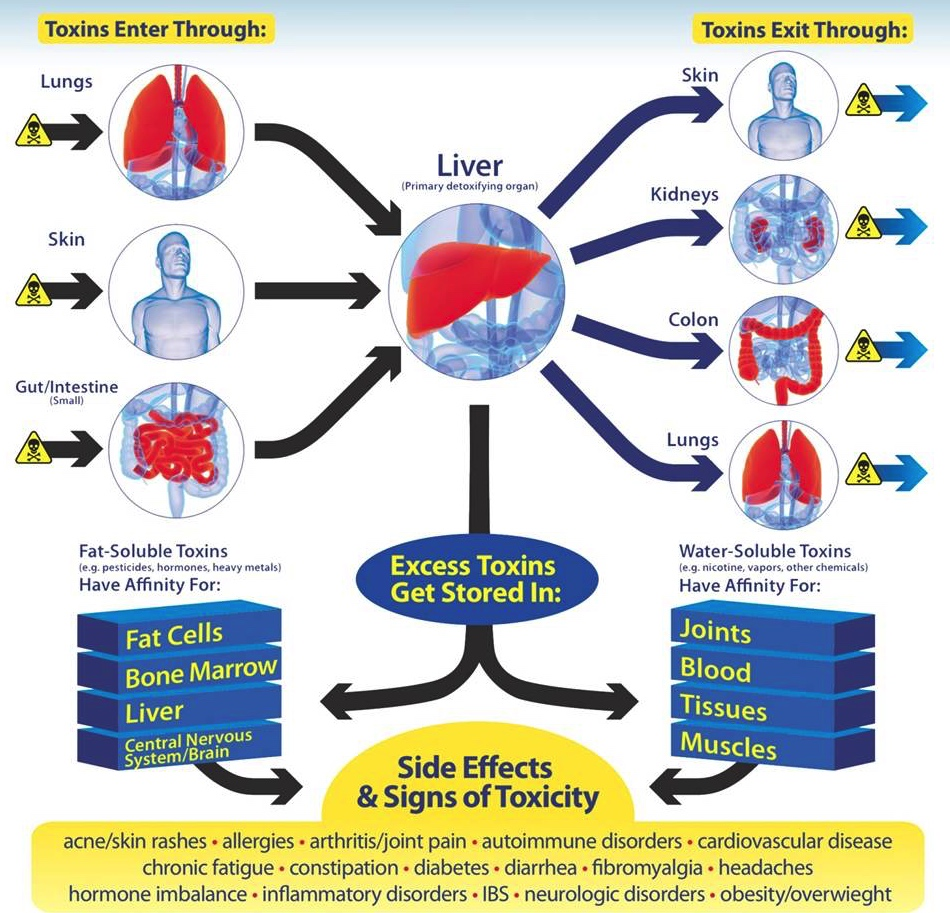 Toxins Enter Through:
Toxins Exit Through:
Lungs
Skin
Gut/Intestine
(Small)
Liver
(Primary detoxifying organ)
Skin
Kidneys
Colon
Lungs
Fat-Soluble Toxins
(e.g. pesticides, hormones, heavy metals)
Have Affinity For:
Fat Cells
Bone Marrow
Liver
Central Nervous
System/Brain
Excess Toxins
Get Stored In:
Water-Soluble Toxins
(e.g. nicotine, vapors, other chemicals)
Have Affinity For:
Joints
Blood
Tissues
Muscles
Side Effects
& Signs of Toxicity
acne/skin rashes • allergies • arthritis/joint pain • autoimmune disorders • cardiovascular disease
chronic fatigue • constipation • diabetes • diarrhea • fibromyalgia • headaches
hormone imbalance • inflammatory disorders • IBS • neurologic disorders • obesity/overwieght